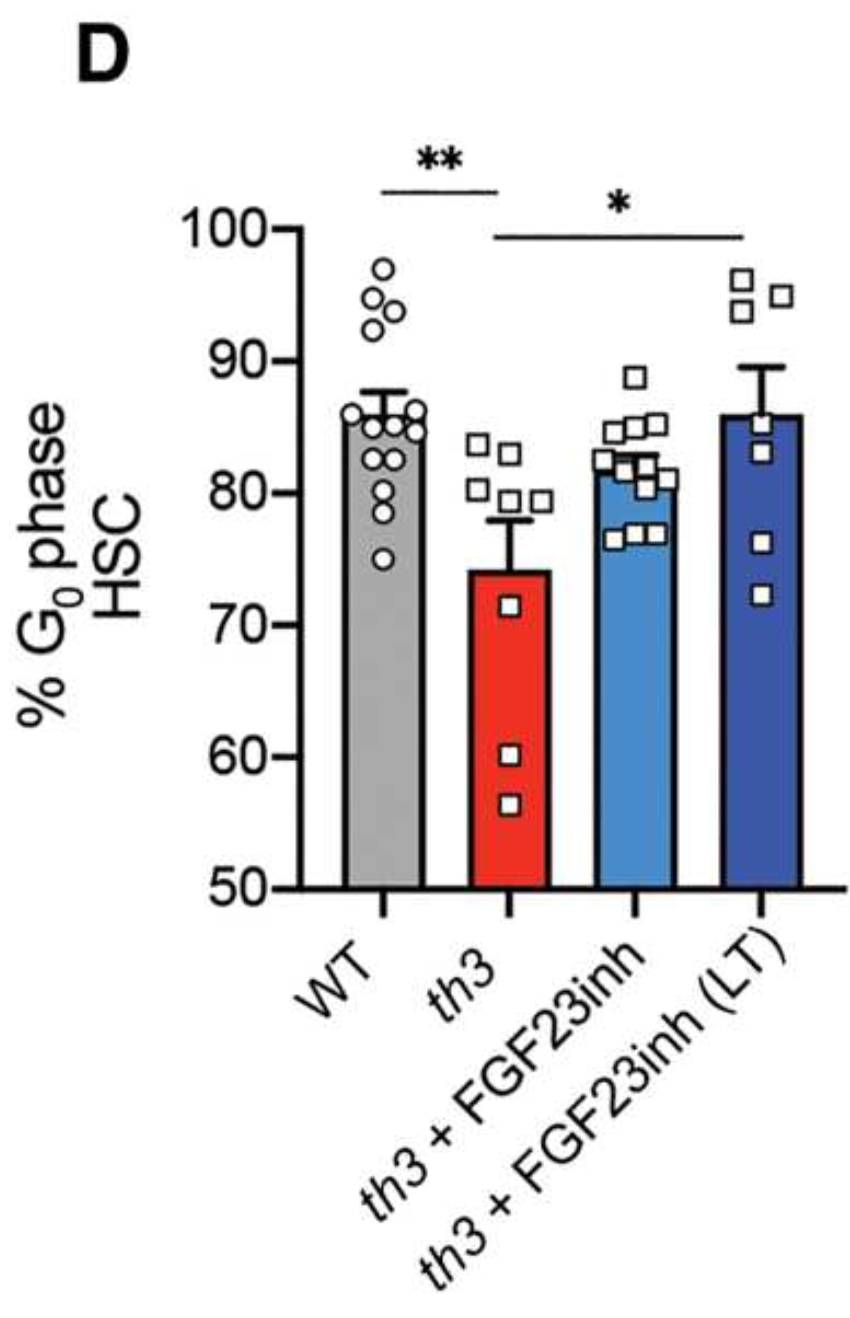 D
**
*
100
90
80
70
60
50
% G₀ phase
HSC
WT
th3
th3 + FGF23inh
th3 + FGF23inh (LT)